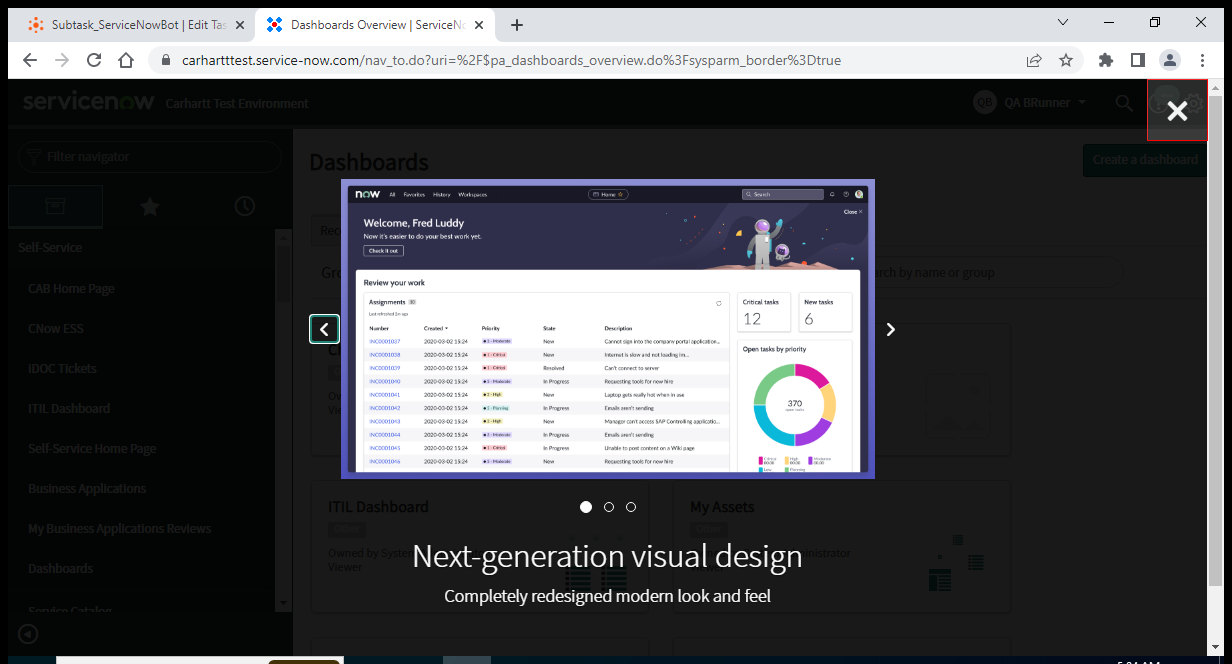 Subtask_ServiceNowBot | Edit Tas
Dashboards Overview | ServiceNo
carhartttest.service-now.com/nav_to.do?uri=%2F$pa_dashboards_overview.do%3Fsysparm_border%3Dtrue
servicenow
Carhartt Test Environment
QB
QA BRunner
Filter navigator
Dashboards
Create a dashboard
Self-Service
CAB Home Page
CNow ESS
IDOC Tickets
ITIL Dashboard
Self-Service Home Page
Business Applications
My Business Applications Reviews
Dashboards
Service Catalog
Rec
Gro
arch by name or group
now
All
Favorites
History
Workspaces
Home
Search
Close ×
Welcome, Fred Luddy
Now it's easier to do your best work yet.
Check it out
Review your work
Assignments 10
Last refreshed 2m ago
Number Created Priority State Description
INC0001037 2020-03-02 15:24 3 - Moderate New Cannot sign into the company portal application...
INC0001038 2020-03-02 15:24 1 - Critical New Internet is slow and not loading im...
INC0001039 2020-03-02 15:24 1 - Critical Resolved Can't connect to server
INC0001040 2020-03-02 15:24 3 - Moderate In Progress Requesting tools for new hire
INC0001041 2020-03-02 15:24 2 - High New Laptop gets really hot when in use
INC0001042 2020-03-02 15:24 5 - Planning In Progress Emails aren't sending
INC0001043 2020-03-02 15:24 2 - High New Manager can't access SAP Controlling applicatio...
INC0001044 2020-03-02 15:24 3 - Moderate In Progress Emails aren't sending
INC0001045 2020-03-02 15:24 1 - Critical In Progress Unable to post content on a Wiki page
INC0001046 2020-03-02 15:24 3 - Moderate New Requesting tools for new hire
Critical tasks
12
New tasks
6
Open tasks by priority
370
open tasks
Critical
High
Moderate
Low
Planning
ITIL Dashboard
Owned by System
Viewer
My Assets
ministrator
Next-generation visual design
Completely redesigned modern look and feel